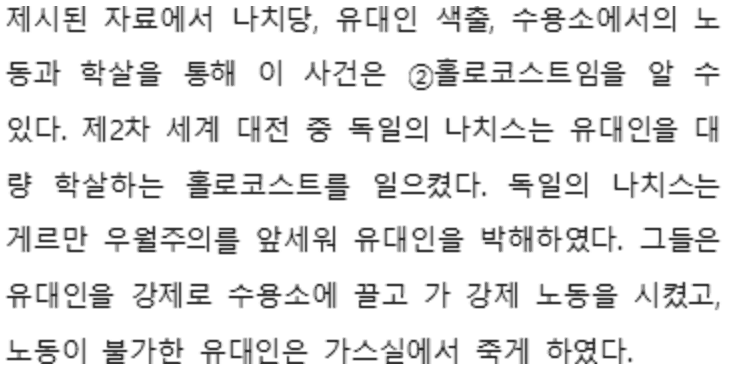 제시된 자료에서 나치당, 유대인 색출, 수용소에서의 노
동과 학살을 통해 이 사건은 ②홀로코스트임을 알 수
있다. 제2차 세계 대전 중 독일의 나치스는 유대인을 대
량 학살하는 홀로코스트를 일으켰다. 독일의 나치스는
게르만 우월주의를 앞세워 유대인을 박해하였다. 그들은
유대인을 강제로 수용소에 끌고 가 강제 노동을 시켰고,
노동이 불가한 유대인은 가스실에서 죽게 하였다.